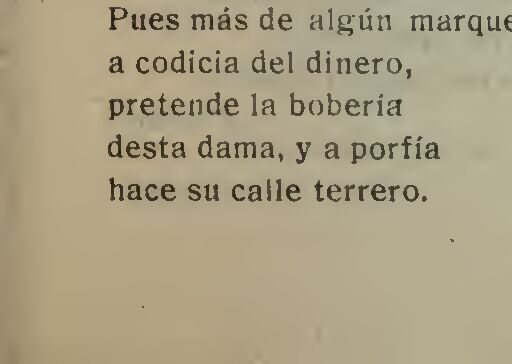 Pues más de algún marque
a codicia del dinero,
pretende la bobería
desta dama, y a porfía
hace su calle terrero.